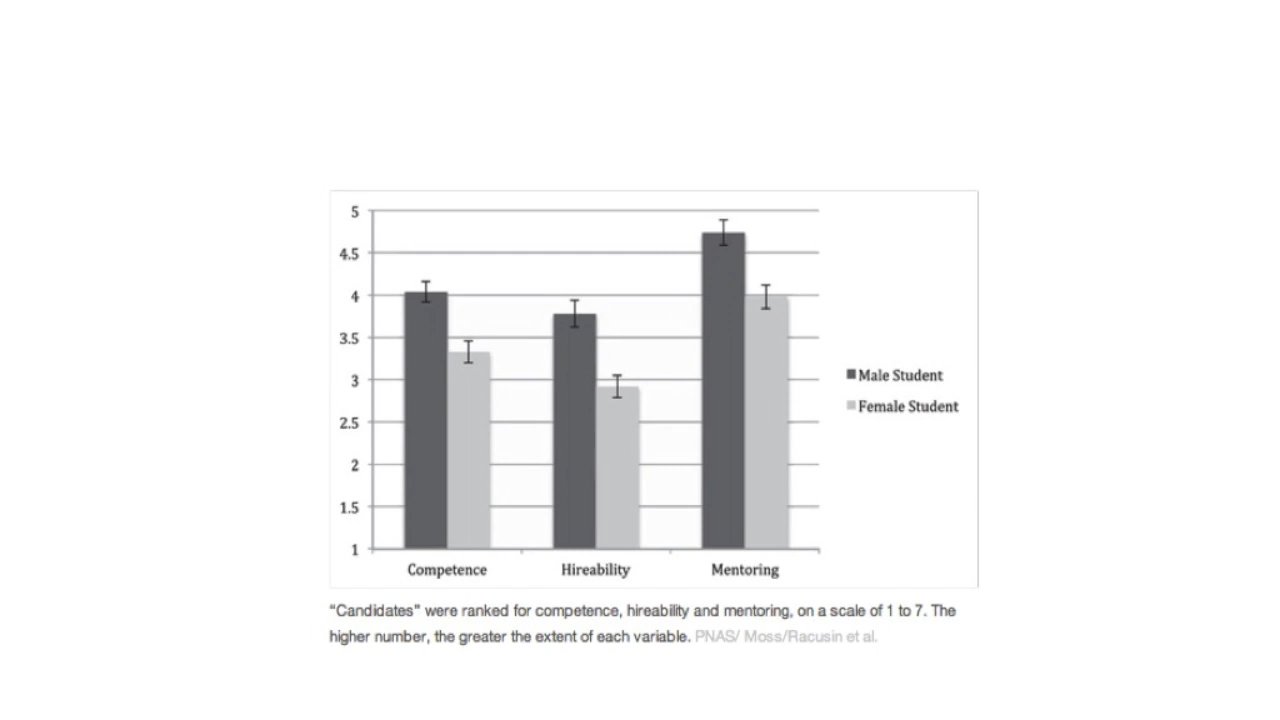 5
4.5
4
3.5
3
2.5
2
1.5
1
Competence
Hireability
Mentoring
Male Student
Female Student
“Candidates” were ranked for competence, hireability and mentoring, on a scale of 1 to 7. The
higher number, the greater the extent of each variable. PNAS/ Moss/Racusin et al.